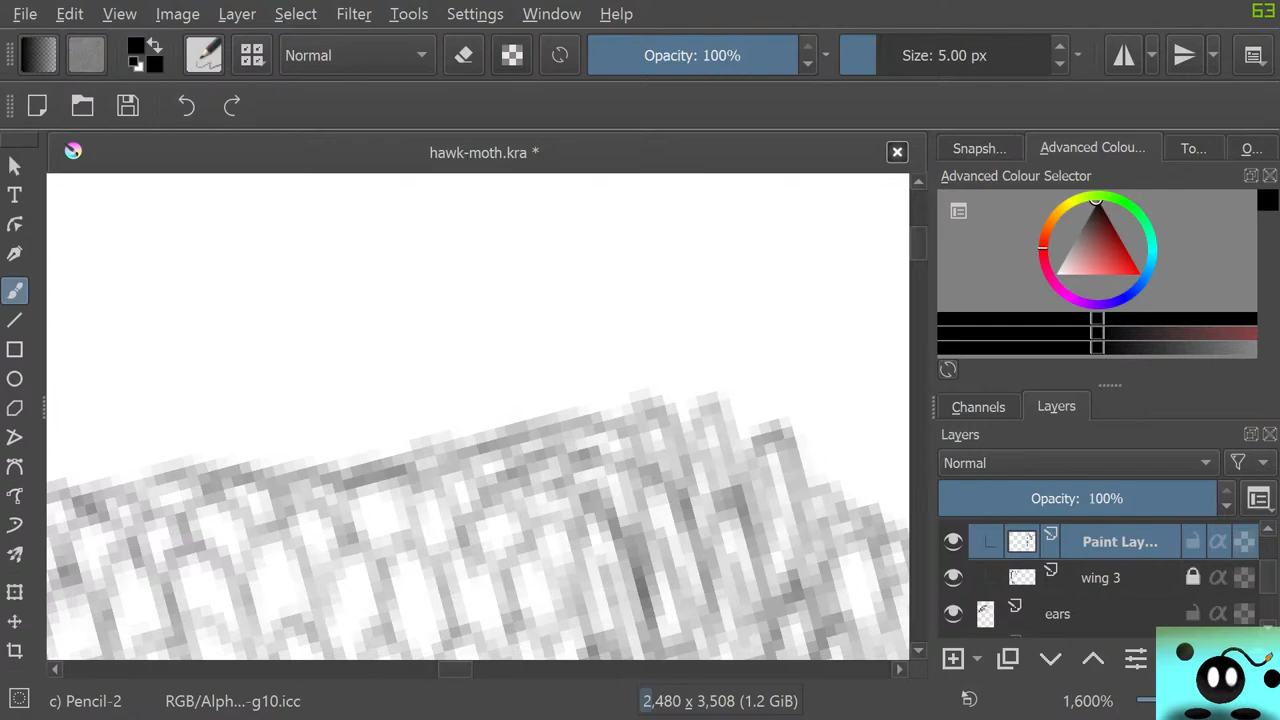 File Edit View Image Layer Select Filter Tools Settings Window Help
63
Normal
Opacity: 100%
Size: 5.00 px
hawk-moth.kra *
Snapsh...
Advanced Colou...
To...
O...
Advanced Colour Selector
Channels
Layers
Layers
Normal
Opacity: 100%
Paint Lay...
wing 3
ears
c) Pencil-2
RGB/Alph...-g10.icc
2,480 x 3,508 (1.2 GiB)
1,600%